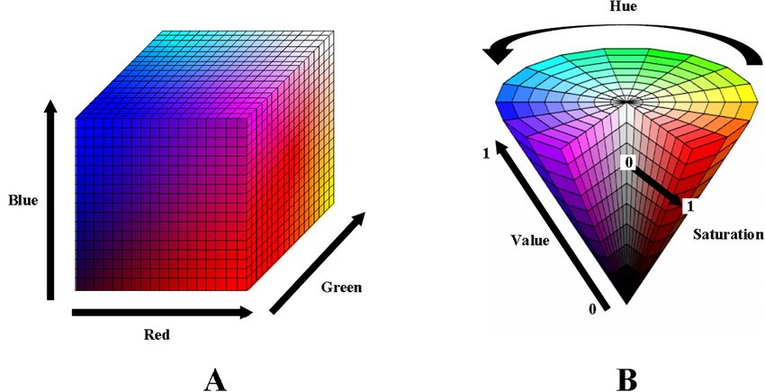 Blue
Red
Green
A
Hue
1
Value
0
0
1
Saturation
B